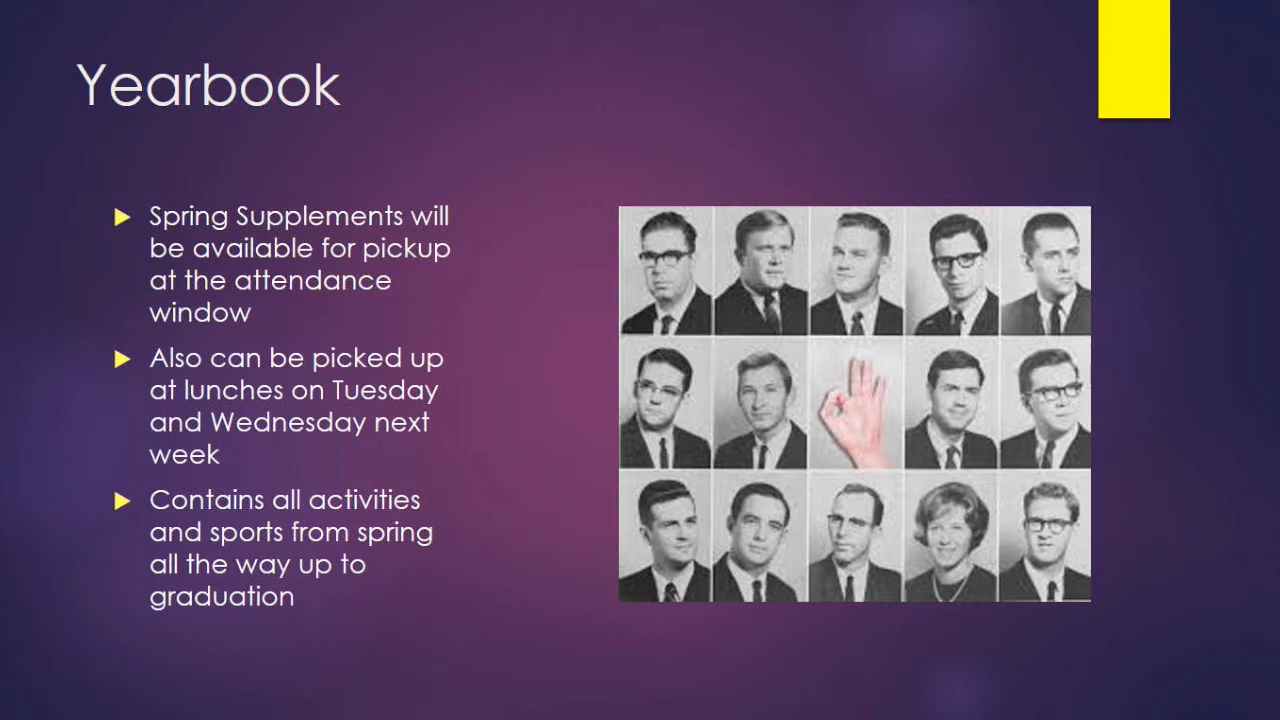 Yearbook
Spring Supplements will
be available for pickup
at the attendance
window
Also can be picked up
at lunches on Tuesday
and Wednesday next
week
Contains all activities
and sports from spring
all the way up to
graduation